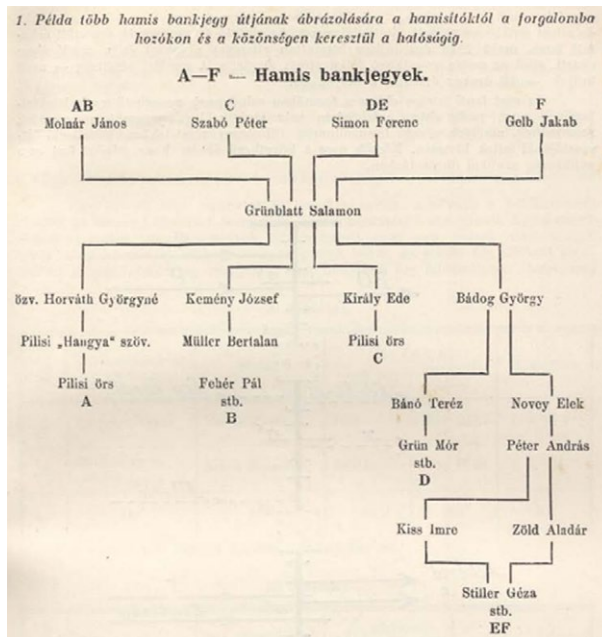 1. Példa több hamis bankjegy útjának ábrázolására a hamisítóktól a forgalomba
hozókon és a közönségen keresztül a hatóságig.
A—F — Hamis bankjegyek.
AB C DE F
Molnár János Szabó Péter Simon Ferenc Gelb Jakab
Grünblatt Salamon
özv. Horváth Györgyné Kemény József Király Ede Bádog György
Pilisi „Hangya“ szöv. Müller Bertalan Pilisi örs
C
Pilisi örs Fehér Pál
A stb.
B
Bánó Teréz Novey Elek
Grün Mór Péter András
stb.
D
Kiss Imre Zöld Aladár
Stiller Géza
stb.
EF